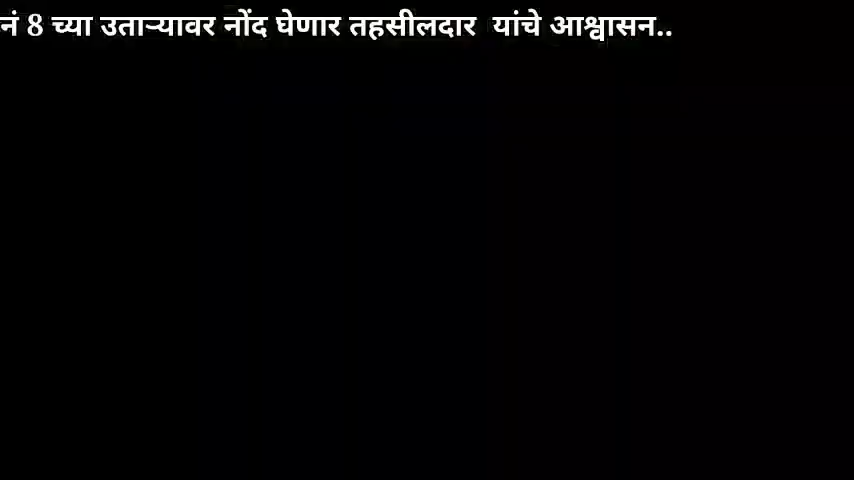 नं 8 च्या उताऱ्यावर नोंद घेणार तहसीलदार यांचे आश्वासन..